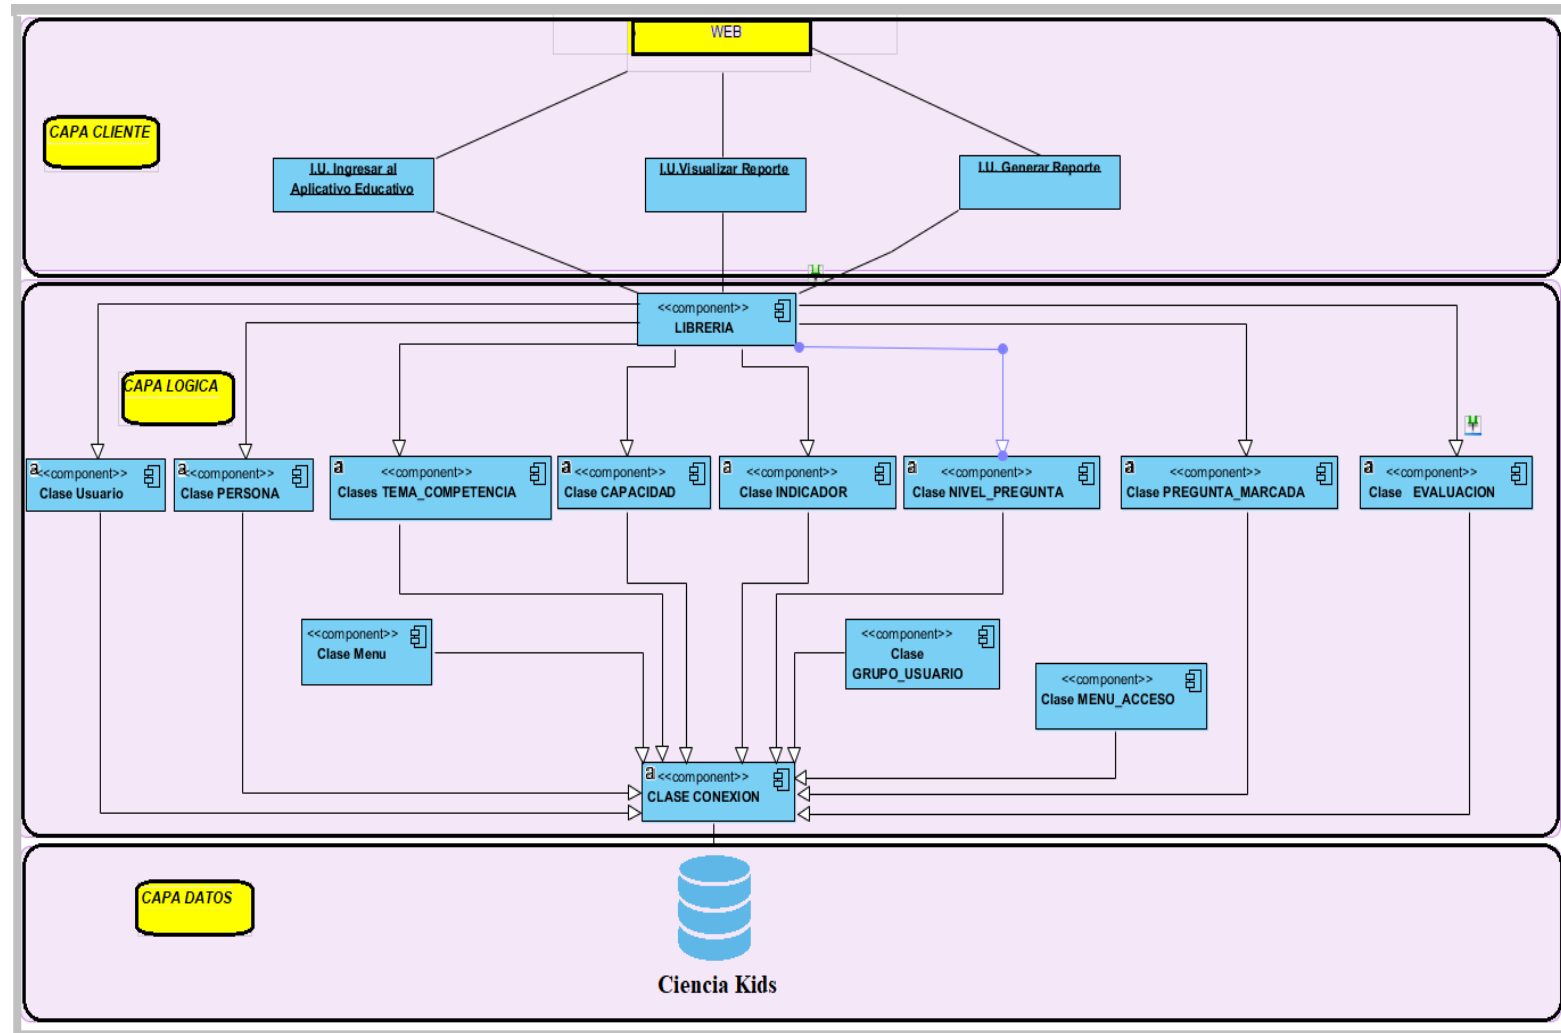 WEB
CAPA CLIENTE
I.U. Ingresar al
Aplicativo Educativo
I.U.Visualizar Reporte
I.U. Generar Reporte
<<component>>
LIBRERIA
CAPA LOGICA
a
<<component>>
Clase Usuario
a
<<component>>
Clase PERSONA
a
<<component>>
Clases TEMA_COMPETENCIA
a
<<component>>
Clase CAPACIDAD
a
<<component>>
Clase INDICADOR
a
<<component>>
Clase NIVEL_PREGUNTA
a
<<component>>
Clase PREGUNTA_MARCADA
a
<<component>>
Clase EVALUACION
<<component>>
Clase Menu
<<component>>
Clase
GRUPO_USUARIO
<<component>>
Clase MENU_ACCESO
a
<<component>>
CLASE CONEXION
CAPA DATOS
Ciencia Kids